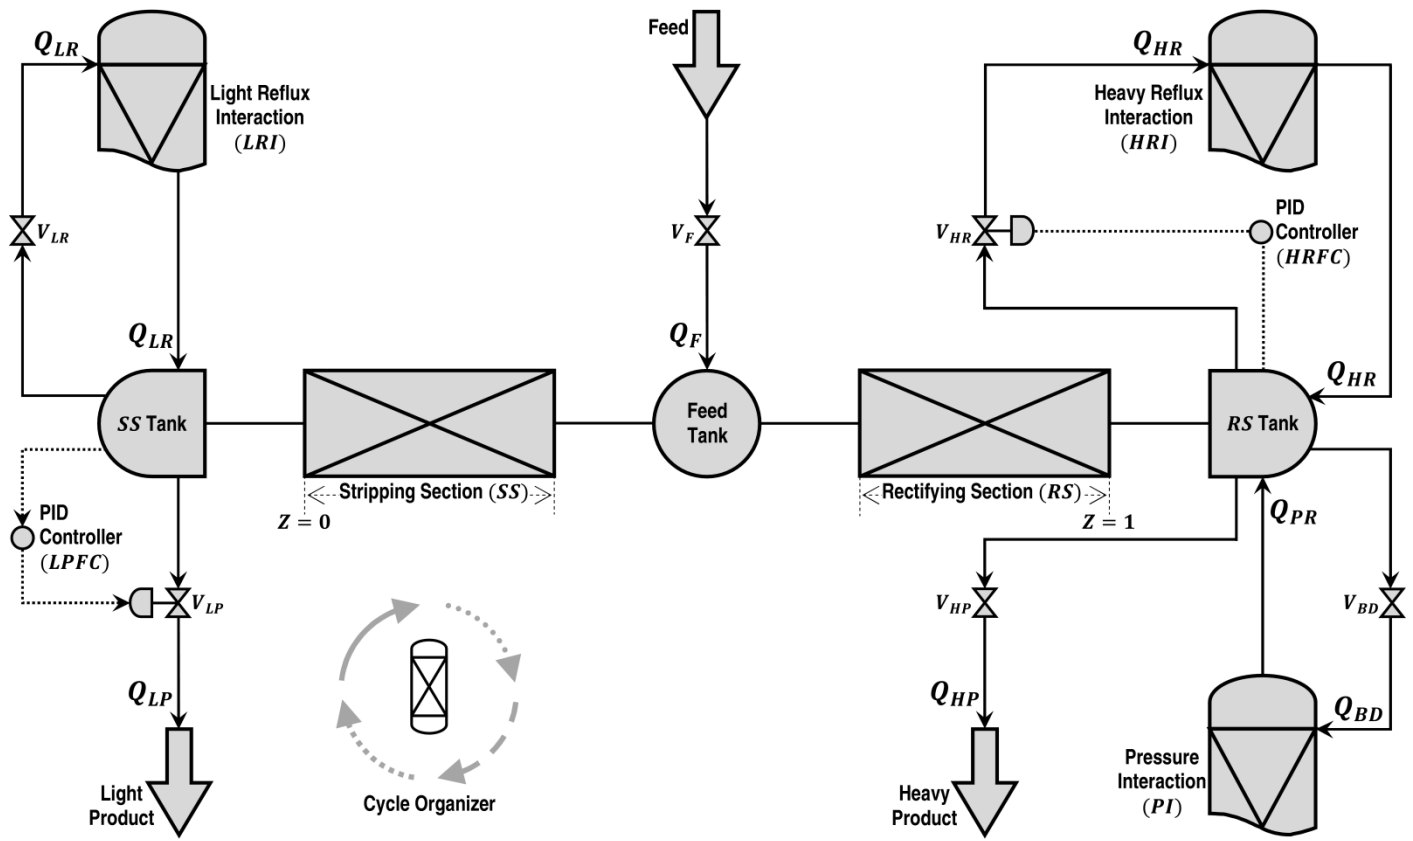 Q_LR
Light Reflux
Interaction
(LRI)
V_LR
Q_LR
SS Tank
PID
Controller
(LPFC)
V_LP
Q_LP
Light
Product
Stripping Section (SS)
Z = 0
Cycle Organizer
Feed
V_F
Q_F
Feed
Tank
Rectifying Section (RS)
Z = 1
Q_HR
Heavy Reflux
Interaction
(HRI)
V_HR
PID
Controller
(HRFC)
Q_HR
RS Tank
Q_PR
V_HP
V_BD
Q_HP
Q_BD
Heavy
Product
Pressure
Interaction
(PI)